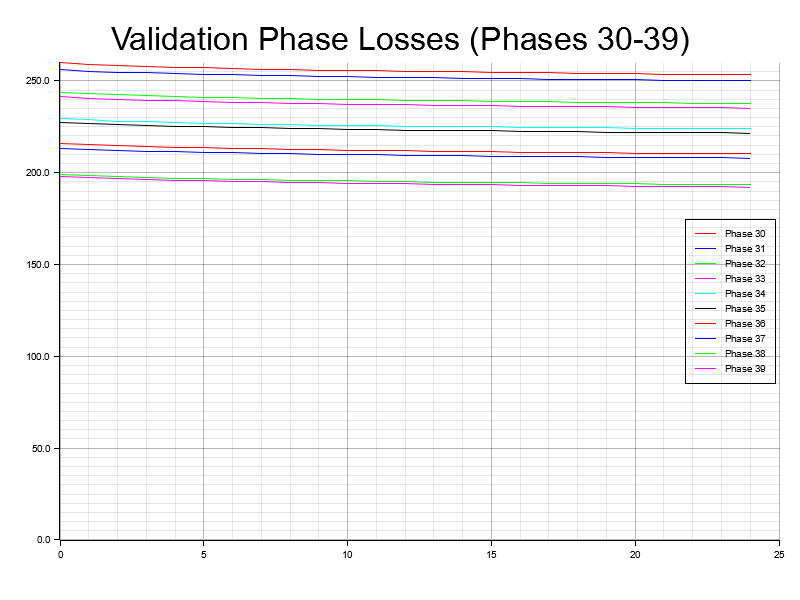 Validation Phase Losses (Phases 30-39)
250.0
200.0
150.0
100.0
50.0
0.0
0 5 10 15 20 25
Phase 30
Phase 31
Phase 32
Phase 33
Phase 34
Phase 35
Phase 36
Phase 37
Phase 38
Phase 39